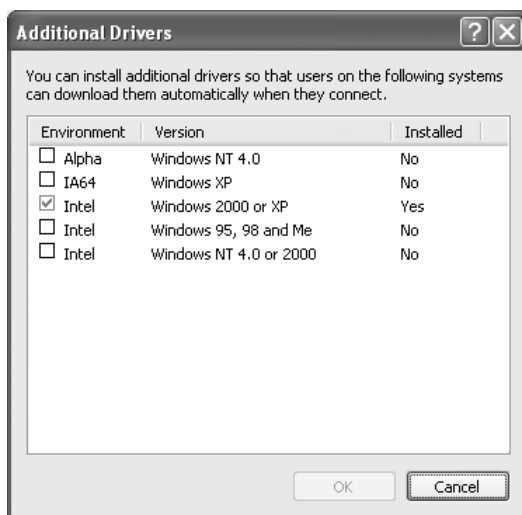 Additional Drivers
You can install additional drivers so that users on the following systems
can download them automatically when they connect.
Environment Version Installed
Alpha Windows NT 4.0 No
IA64 Windows XP No
Intel Windows 2000 or XP Yes
Intel Windows 95, 98 and Me No
Intel Windows NT 4.0 or 2000 No
OK Cancel